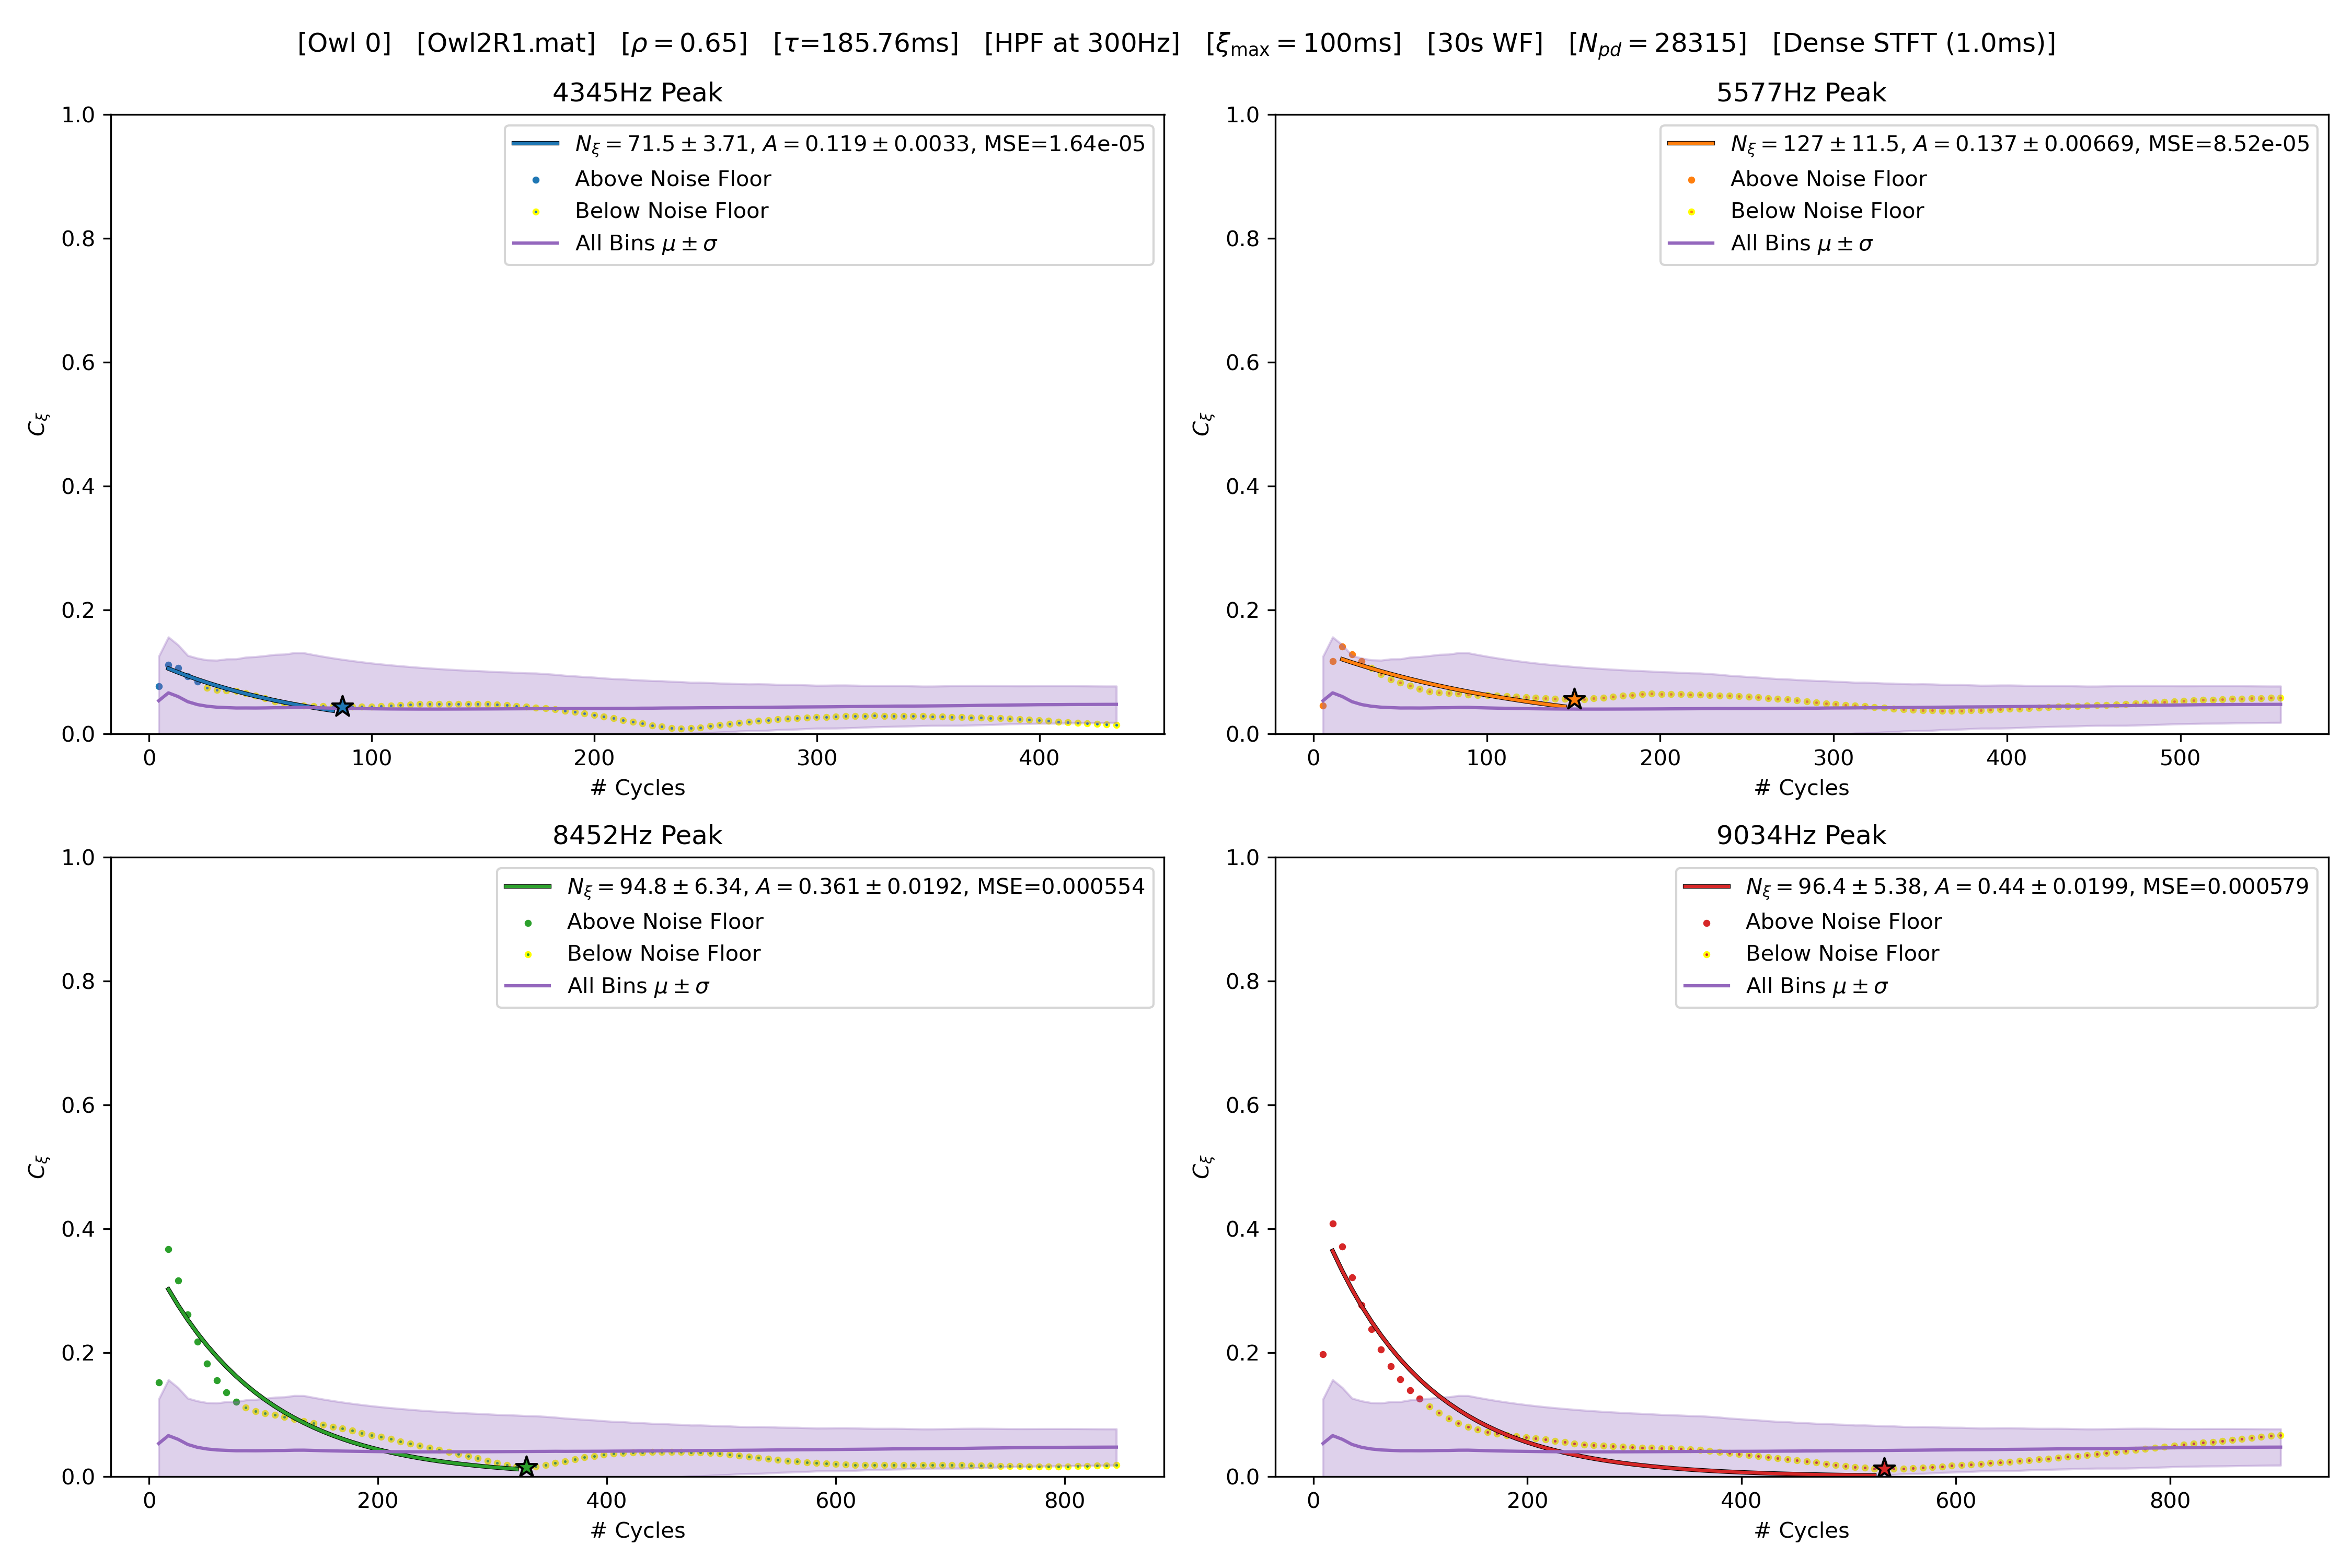 [Owl 0] [Owl2R1.mat] [ρ = 0.65] [τ=185.76ms] [HPF at 300Hz] [ξmax = 100ms] [30s WF] [Npd = 28315] [Dense STFT (1.0ms)]
4345Hz Peak
Nξ = 71.5 ± 3.71, A = 0.119 ± 0.0033, MSE=1.64e-05
Above Noise Floor
Below Noise Floor
All Bins μ ± σ
1.0
0.8
0.6
0.4
0.2
0.0
Cξ
0 100 200 300 400
# Cycles
5577Hz Peak
Nξ = 127 ± 11.5, A = 0.137 ± 0.00669, MSE=8.52e-05
Above Noise Floor
Below Noise Floor
All Bins μ ± σ
1.0
0.8
0.6
0.4
0.2
0.0
Cξ
0 100 200 300 400 500
# Cycles
8452Hz Peak
Nξ = 94.8 ± 6.34, A = 0.361 ± 0.0192, MSE=0.000554
Above Noise Floor
Below Noise Floor
All Bins μ ± σ
1.0
0.8
0.6
0.4
0.2
0.0
Cξ
0 200 400 600 800
# Cycles
9034Hz Peak
Nξ = 96.4 ± 5.38, A = 0.44 ± 0.0199, MSE=0.000579
Above Noise Floor
Below Noise Floor
All Bins μ ± σ
1.0
0.8
0.6
0.4
0.2
0.0
Cξ
0 200 400 600 800
# Cycles